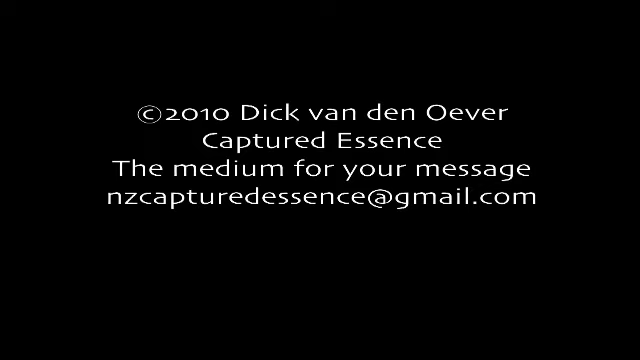 ©2010 Dick van den Oever
Captured Essence
The medium for your message
nzcapturedessence@gmail.com